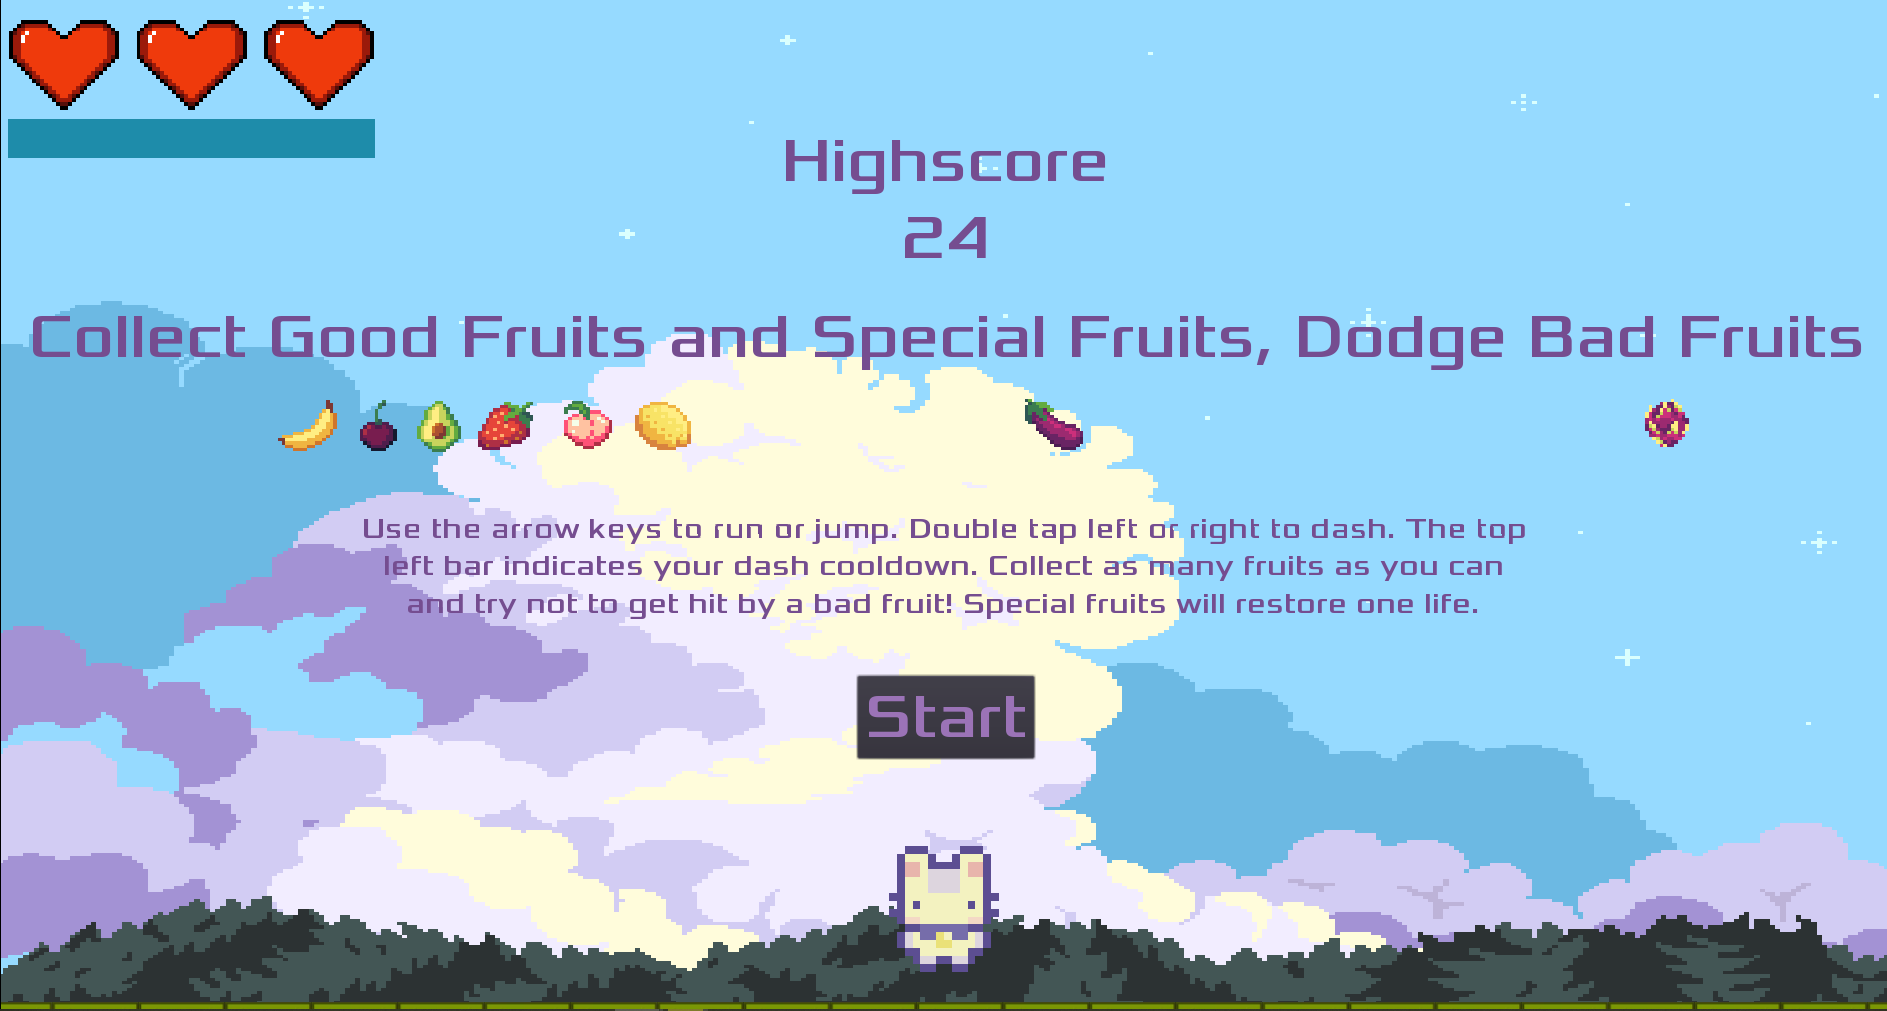 Highscore
24
Collect Good Fruits and Special Fruits, Dodge Bad Fruits
Use the arrow keys to run or jump. Double tap left or right to dash. The top
left bar indicates your dash cooldown. Collect as many fruits as you can
and try not to get hit by a bad fruit! Special fruits will restore one life.
Start